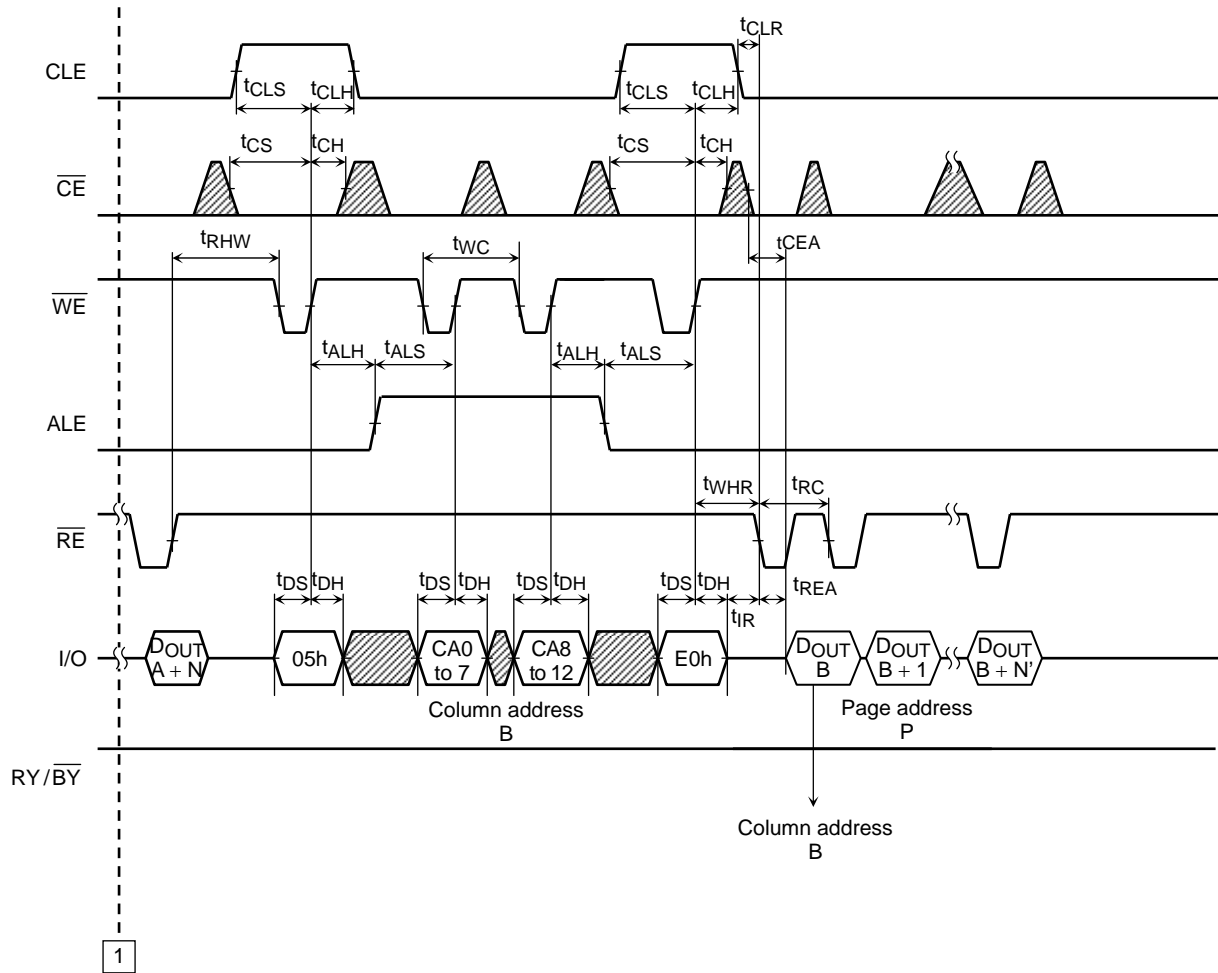 tCLR
CLE
tCLS tCLH tCLS tCLH
tCS tCH tCS tCH
CE
tRHW tWC tCEA
WE
tALH tALS tALH tALS
ALE
tWHR tRC
RE
tDS tDH tDS tDH tDS tDH tDS tDH tIR tREA
I/O
DOUT
A + N
05h
CA0
to 7
CA8
to 12
E0h
DOUT
B
DOUT
B + 1
DOUT
B + N’
Column address
B
Page address
P
RY/BY
Column address
B
1